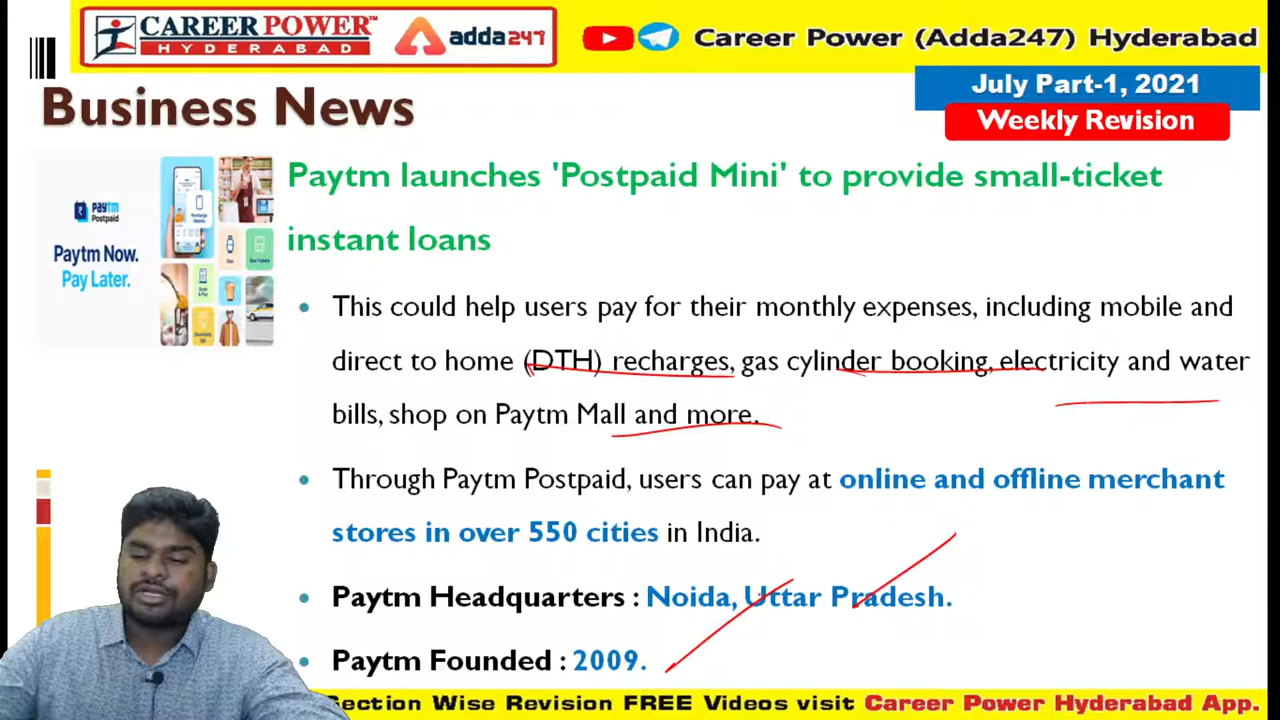 CAREER POWER™
HYDERABAD
adda247
Career Power (Adda247) Hyderabad
July Part-1, 2021
Weekly Revision
Business News
paytm
Postpaid
Paytm Now.
Pay Later.
Paytm launches 'Postpaid Mini' to provide small-ticket
instant loans
• This could help users pay for their monthly expenses, including mobile and
direct to home (DTH) recharges, gas cylinder booking, electricity and water
bills, shop on Paytm Mall and more.
• Through Paytm Postpaid, users can pay at online and offline merchant
stores in over 550 cities in India.
• Paytm Headquarters : Noida, Uttar Pradesh.
• Paytm Founded : 2009.
Section Wise Revision FREE Videos visit Career Power Hyderabad App.